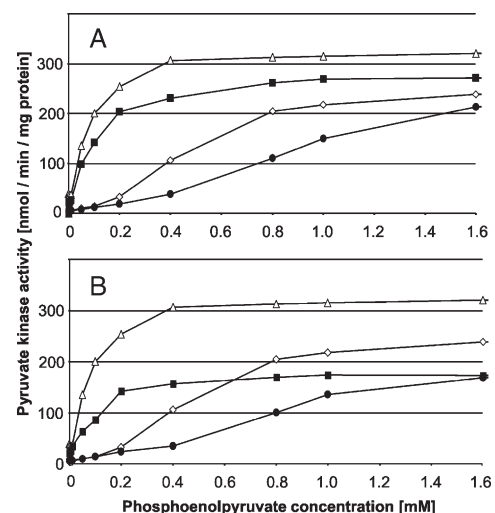 A
300
200
100
0
0 0.2 0.4 0.6 0.8 1.0 1.2 1.4 1.6
Pyruvate kinase activity [nmol / min / mg protein]
B
300
200
100
0
0 0.2 0.4 0.6 0.8 1.0 1.2 1.4 1.6
Phosphoenolpyruvate concentration [mM]